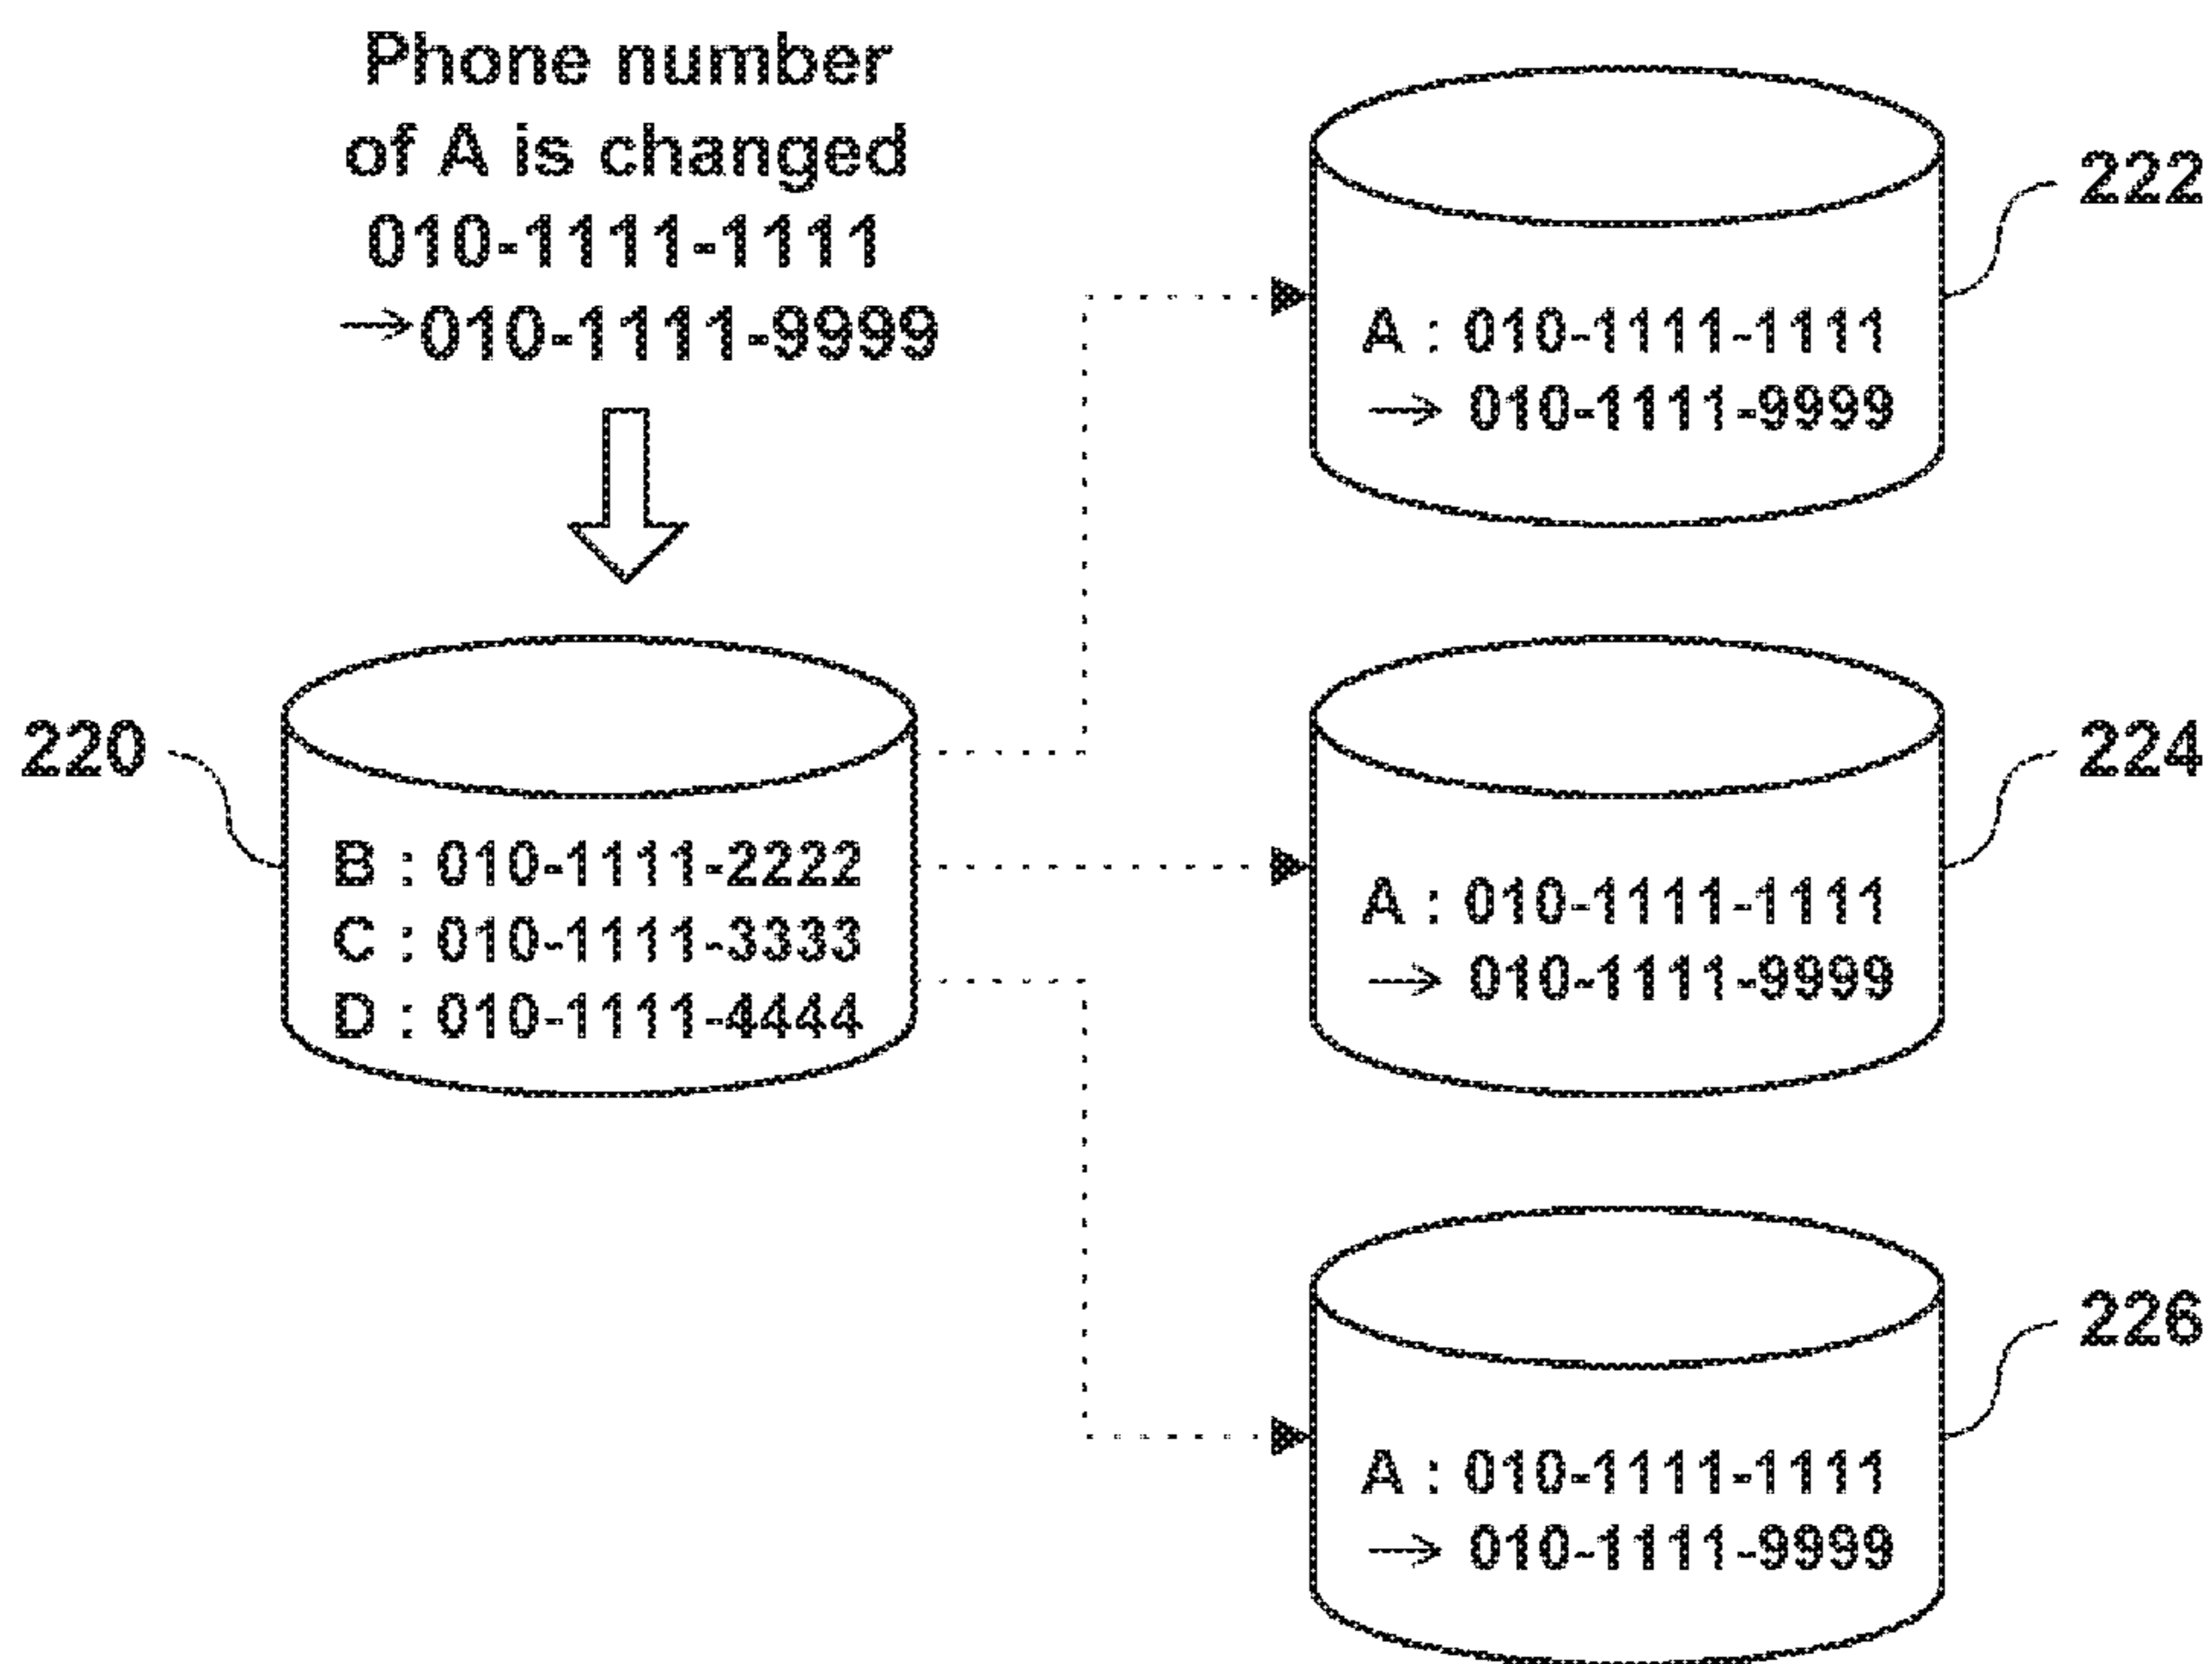 Phone number
of A is changed
010-1111-1111
→010-1111-9999
222
A : 010-1111-1111
→ 010-1111-9999
220
B : 010-1111-2222
C : 010-1111-3333
D : 010-1111-4444
224
A : 010-1111-1111
→ 010-1111-9999
226
A : 010-1111-1111
→ 010-1111-9999